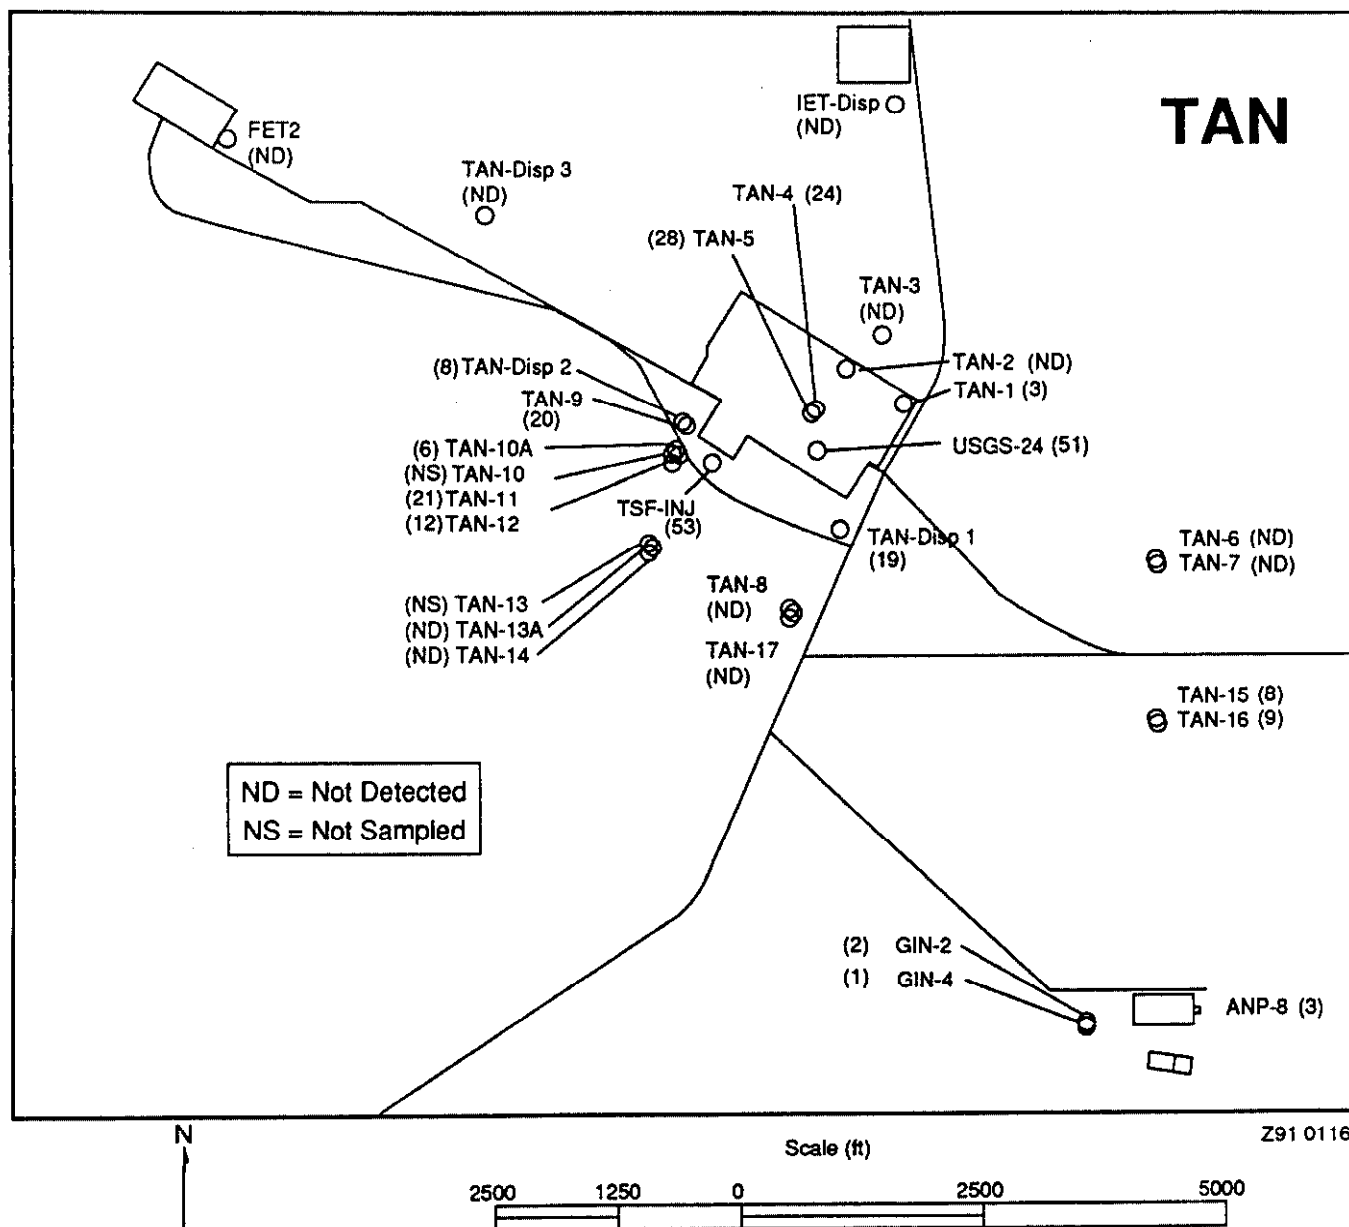 TAN
IET-Disp
(ND)
FET2
(ND)
TAN-Disp 3
(ND)
TAN-4 (24)
(28) TAN-5
TAN-3
(ND)
TAN-2 (ND)
TAN-1 (3)
(8) TAN-Disp 2
TAN-9
(20)
(6) TAN-10A
(NS) TAN-10
(21) TAN-11
(12) TAN-12
USGS-24 (51)
TSF-INJ
(53)
TAN-Disp 1
(19)
TAN-6 (ND)
TAN-7 (ND)
TAN-8
(ND)
(NS) TAN-13
(ND) TAN-13A
(ND) TAN-14
TAN-17
(ND)
TAN-15 (8)
TAN-16 (9)
ND = Not Detected
NS = Not Sampled
(2) GIN-2
(1) GIN-4
ANP-8 (3)
N
Scale (ft)
Z91 0116
2500 1250 0 2500 5000